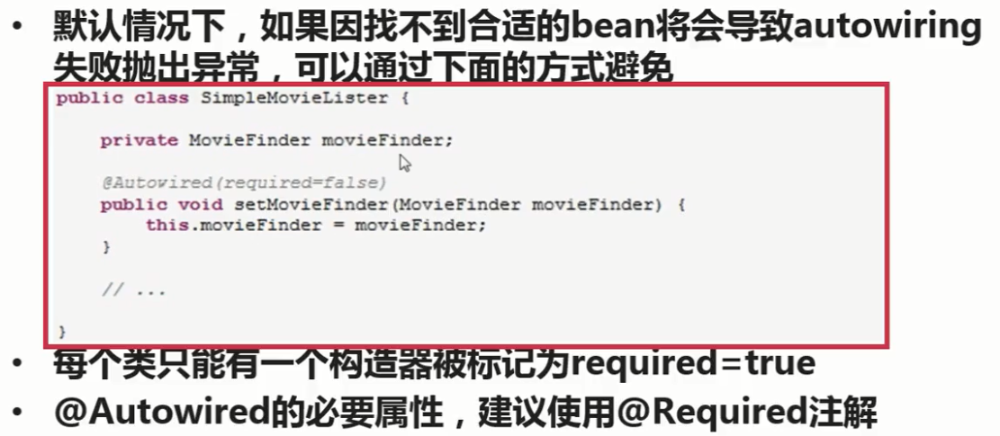 • 默认情况下，如果因找不到合适的bean将会导致autowiring
失败抛出异常，可以通过下面的方式避免
public class SimpleMovieLister {
private MovieFinder movieFinder;
@Autowired(required=false)
public void setMovieFinder(MovieFinder movieFinder) {
this.movieFinder = movieFinder;
}
// ...
}
• 每个类只能有一个构造器被标记为required=true
• @Autowired的必要属性，建议使用@Required注解